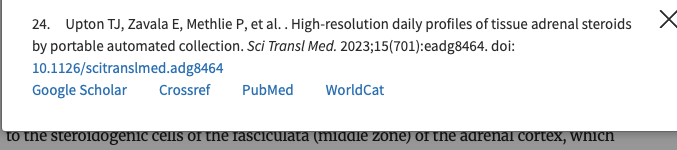 24. Upton TJ, Zavala E, Methlie P, et al. . High-resolution daily profiles of tissue adrenal steroids
by portable automated collection. Sci Transl Med. 2023;15(701):eadg8464. doi:
10.1126/scitranslmed.adg8464
Google Scholar Crossref PubMed WorldCat
to the steroidogenic cells of the fasciculata (middle zone) of the adrenal cortex, which